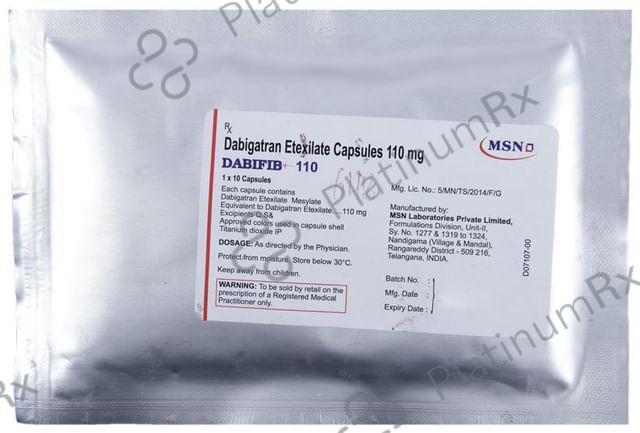 Rx
Dabigatran Etexilate Capsules 110 mg
DABIFIB 110
1 x 10 Capsules
Each capsule contains
Dabigatran Etexilate Mesylate
Equivalent to Dabigatran Etexilate....110 mg
Excipients Q.S&
Approved colors used in capsule shell
Titanium dioxide IP
DOSAGE: As directed by the Physician.
Protect from moisture, Store below 30°C.
Keep away from children.
WARNING: To be sold by retail on the
prescription of a Registered Medical
Practitioner only.
MSN
Mfg. Lic. No.: 5/MN/TS/2014/F/G
Manufactured by:
MSN Laboratories Private Limited,
Formulations Division, Unit-II,
Sy. No. 1277 & 1319 to 1324,
Nandigama (Village & Mandal),
Rangareddy District - 509 216,
Telangana, INDIA.
Batch No. :
Mfg. Date :
Expiry Date :
D07107-00
PlatinumRx
PlatinumRx
PlatinumRx
Rx